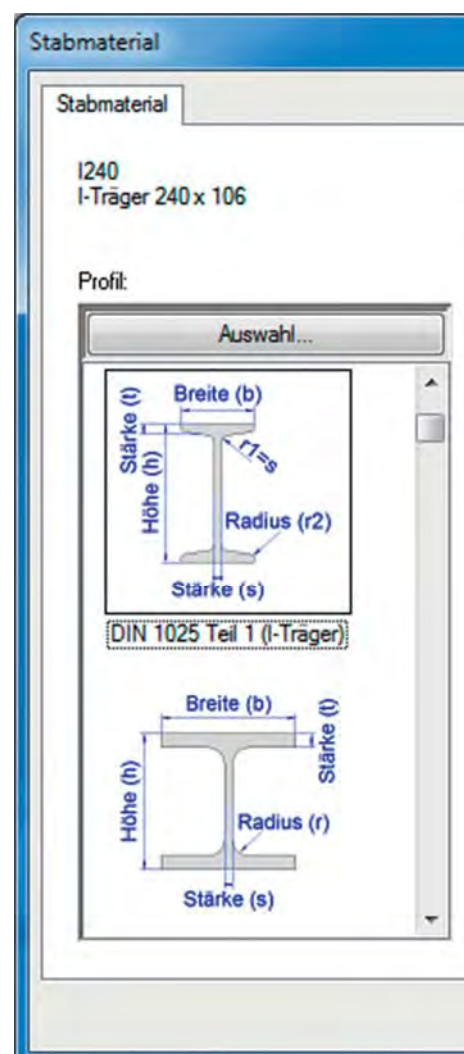 Stabmaterial
Stabmaterial
I240
I-Träger 240 x 106
Profil:
Auswahl...
Breite (b)
Stärke (t)
Höhe (h)
r1=s
Radius (r2)
Stärke (s)
DIN 1025 Teil 1 (I-Träger)
Breite (b)
Stärke (t)
Höhe (h)
Radius (r)
Stärke (s)